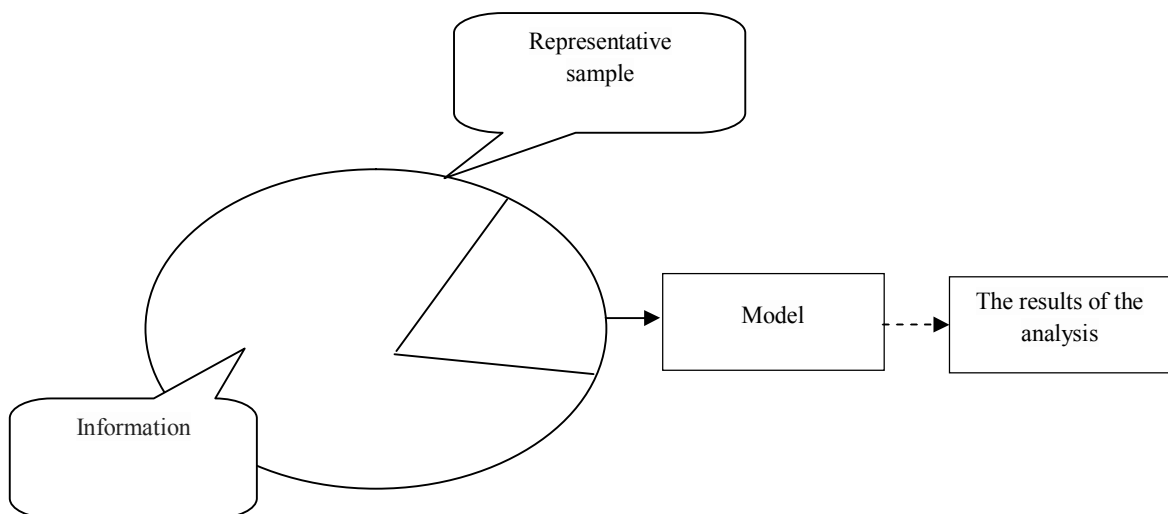 Representative
sample
Model
The results of the
analysis
Information